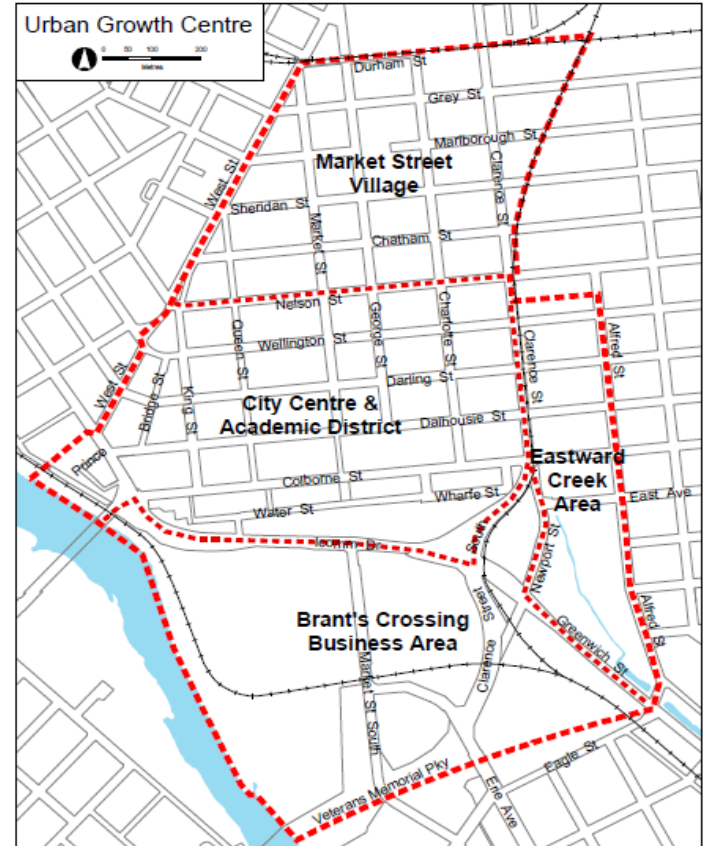 Urban Growth Centre
0 50 100 200
Metres
Durham St
Grey St
Marlborough St
Market Street
Village
Clarence St
West St
Sheridan St
Market St
Chatham St
Nelson St
Queen St
George St
Charlotte St
Wellington St
Clarence St
Alfred St
West St
Bridge St
King St
Darling St
City Centre &
Academic District
Dalhousie St
Prince
Colborne St
Eastward
Creek
Area
Wharfe St
East Ave
Water St
Icomm Dr
South
Newport St
Street
Brant's Crossing
Business Area
Greenwich St
Alfred St
Clarence
Market St South
Veterans Memorial Pky
Eagle St
Erie Ave